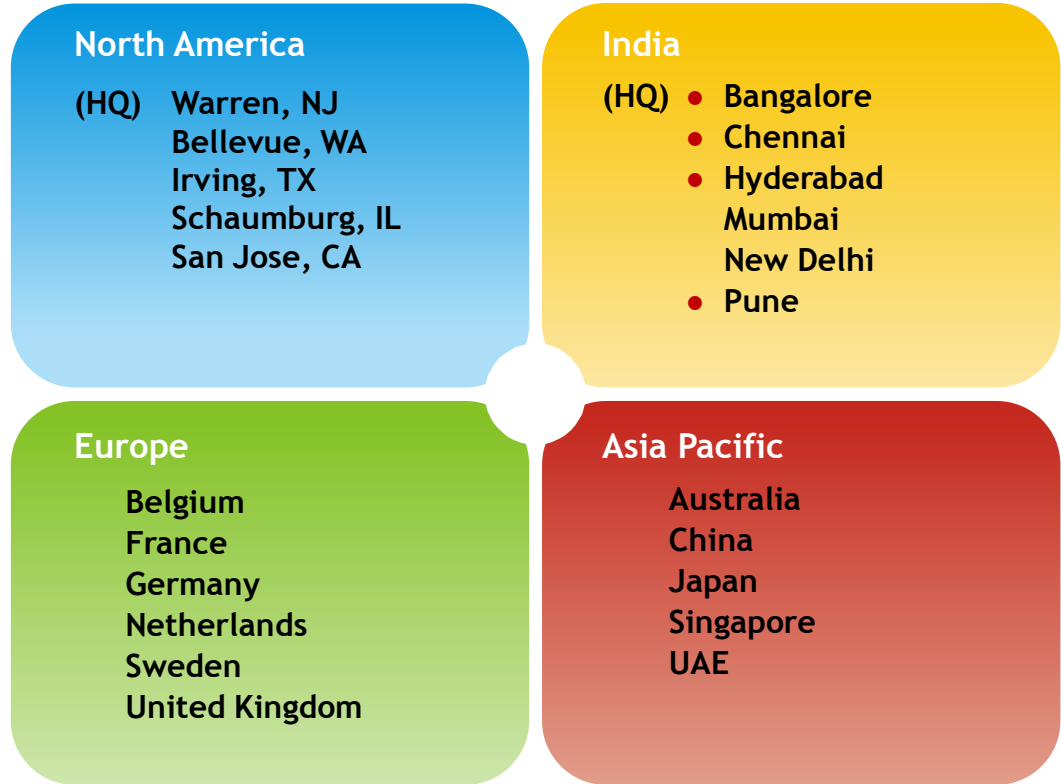 North America
(HQ) Warren, NJ
Bellevue, WA
Irving, TX
Schaumburg, IL
San Jose, CA
India
(HQ) • Bangalore
• Chennai
• Hyderabad
Mumbai
New Delhi
• Pune
Europe
Belgium
France
Germany
Netherlands
Sweden
United Kingdom
Asia Pacific
Australia
China
Japan
Singapore
UAE